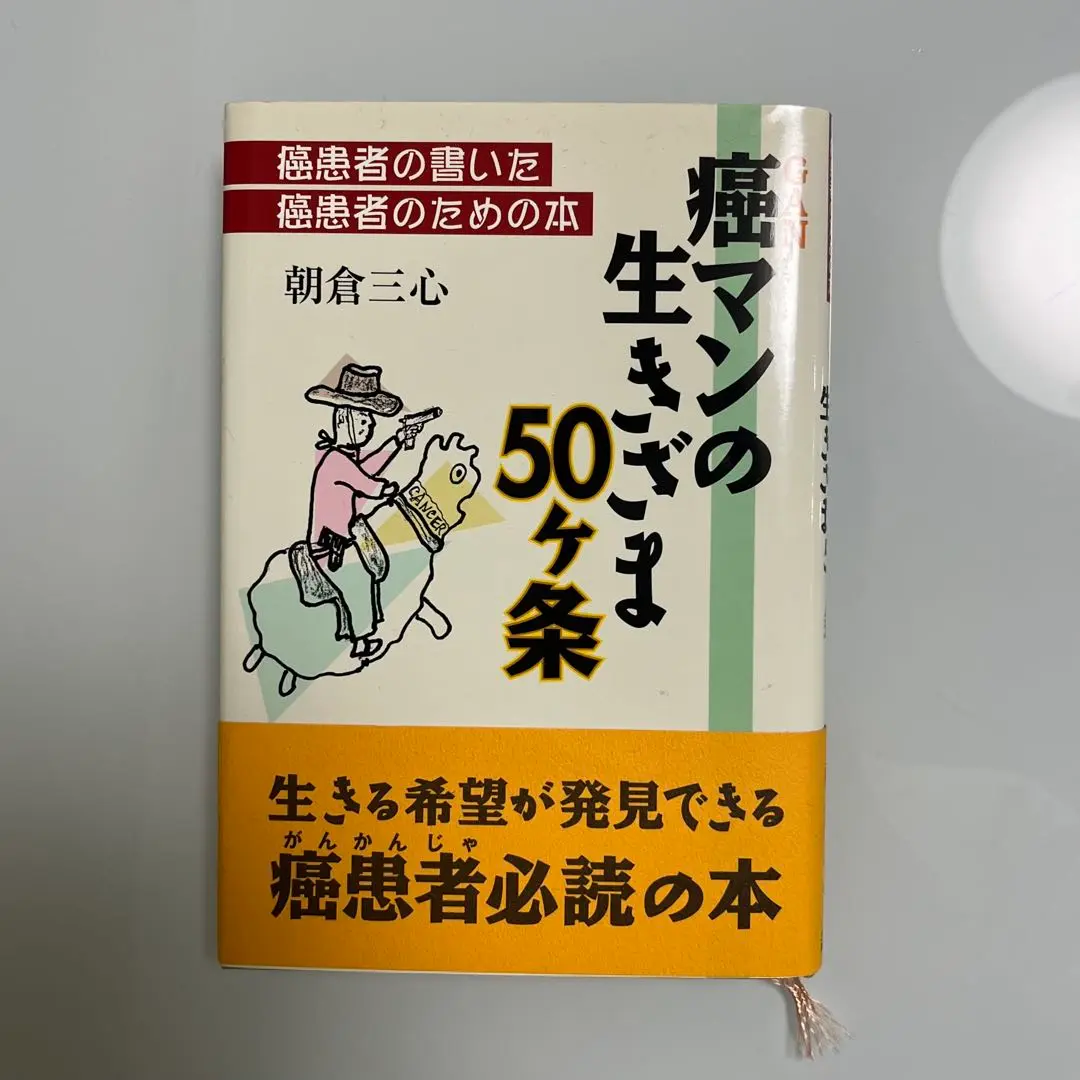 癌患者の書いた
癌患者のための本
朝倉三心
GAN
癌マンの
生きざま
50ヶ条
CANCER
生きる希望が発見できる
がんかんじゃ
癌患者必読の本